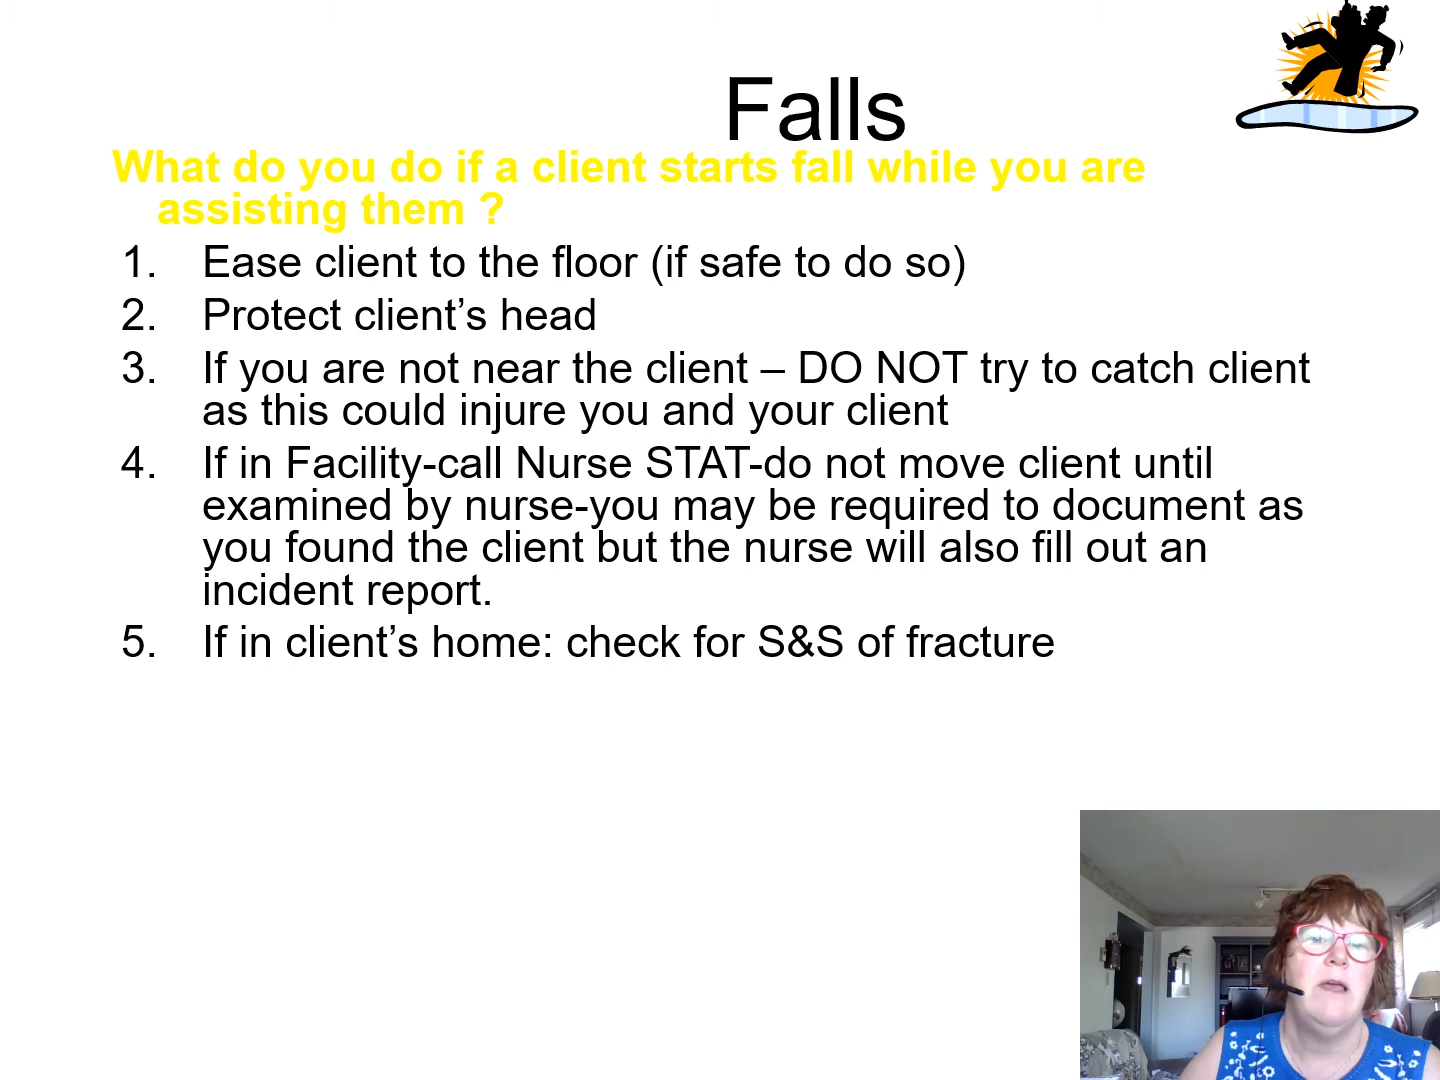 Falls
What do you do if a client starts fall while you are
assisting them ?
1. Ease client to the floor (if safe to do so)
2. Protect client’s head
3. If you are not near the client – DO NOT try to catch client
as this could injure you and your client
4. If in Facility-call Nurse STAT-do not move client until
examined by nurse-you may be required to document as
you found the client but the nurse will also fill out an
incident report.
5. If in client’s home: check for S&S of fracture